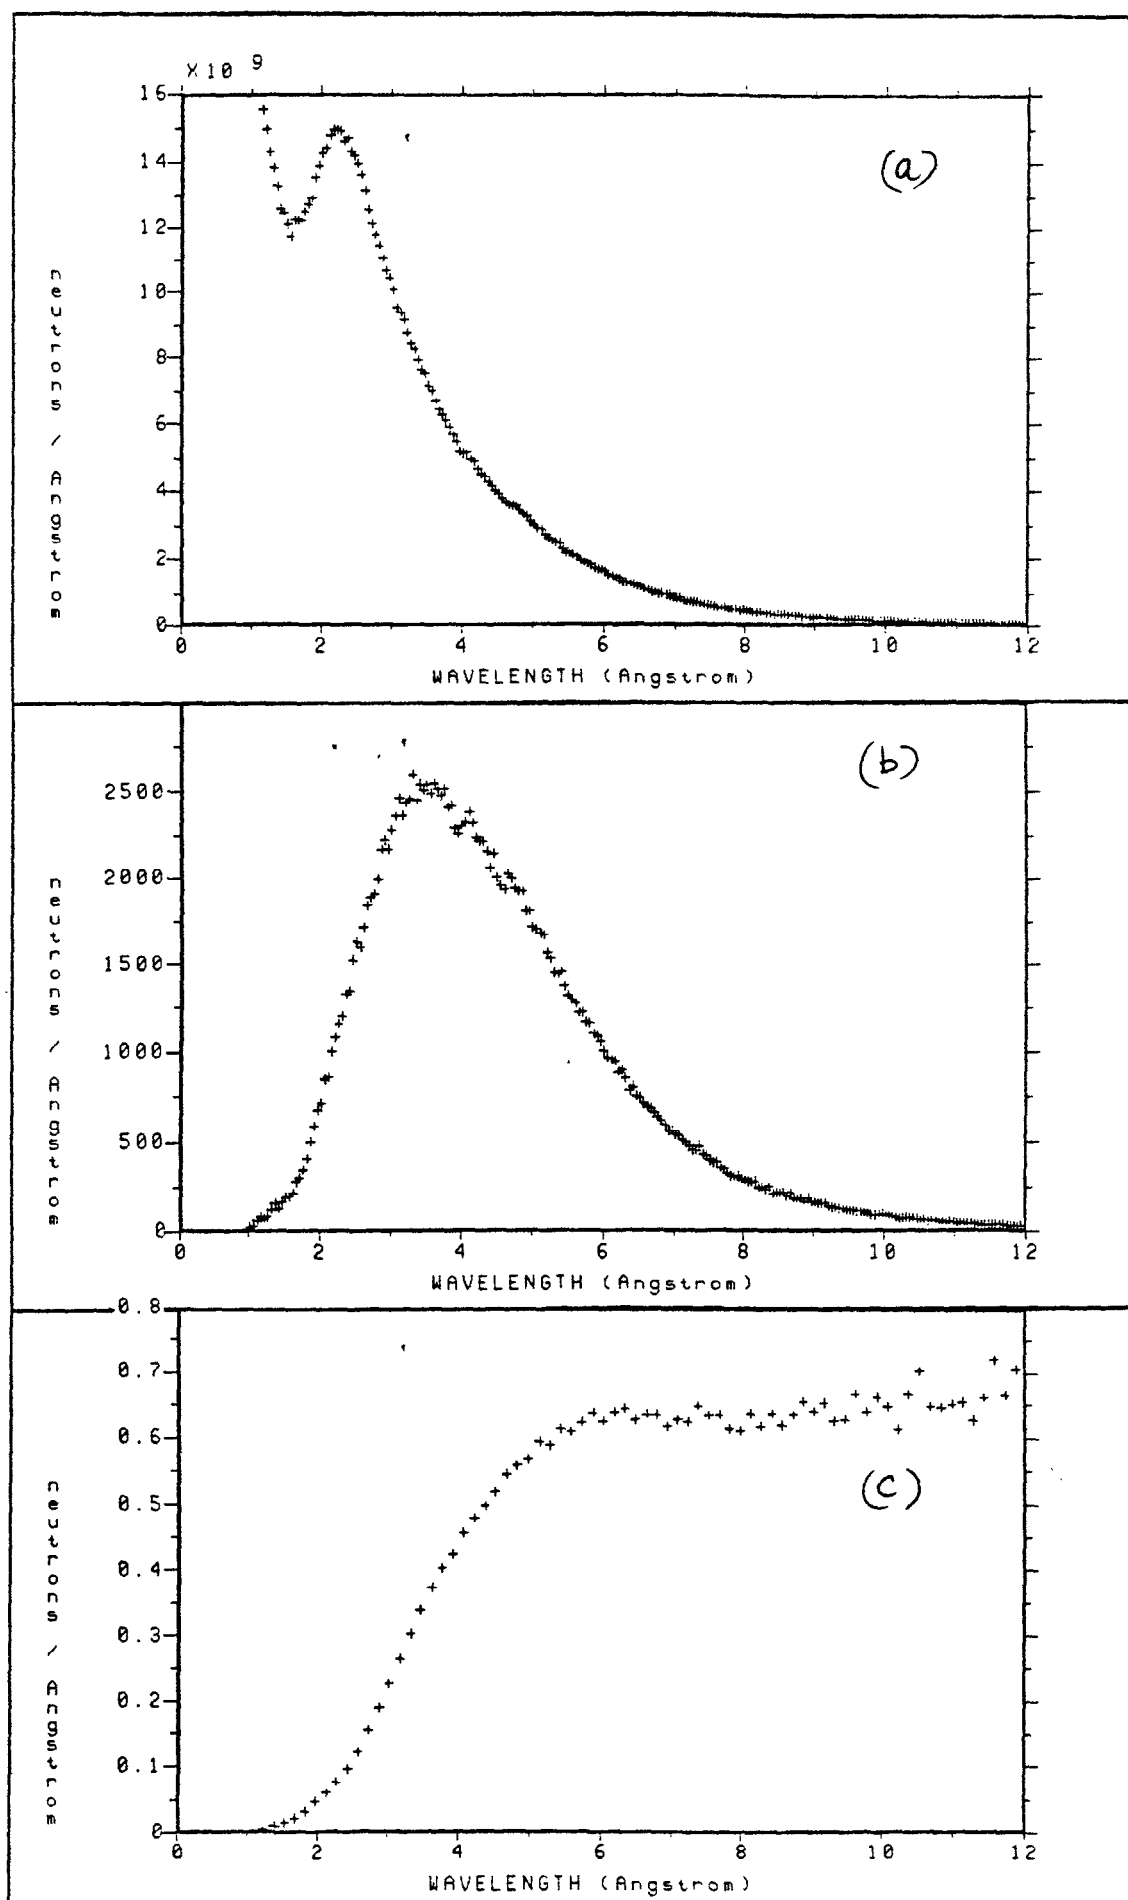 ×10 9
16
14
12
10
8
6
4
2
0
neutrons / Angstrom
(a)
0 2 4 6 8 10 12
WAVELENGTH (Angstrom)
2500
2000
1500
1000
500
0
neutrons / Angstrom
(b)
0 2 4 6 8 10 12
WAVELENGTH (Angstrom)
0.8
0.7
0.6
0.5
0.4
0.3
0.2
0.1
0
neutrons / Angstrom
(c)
0 2 4 6 8 10 12
WAVELENGTH (Angstrom)